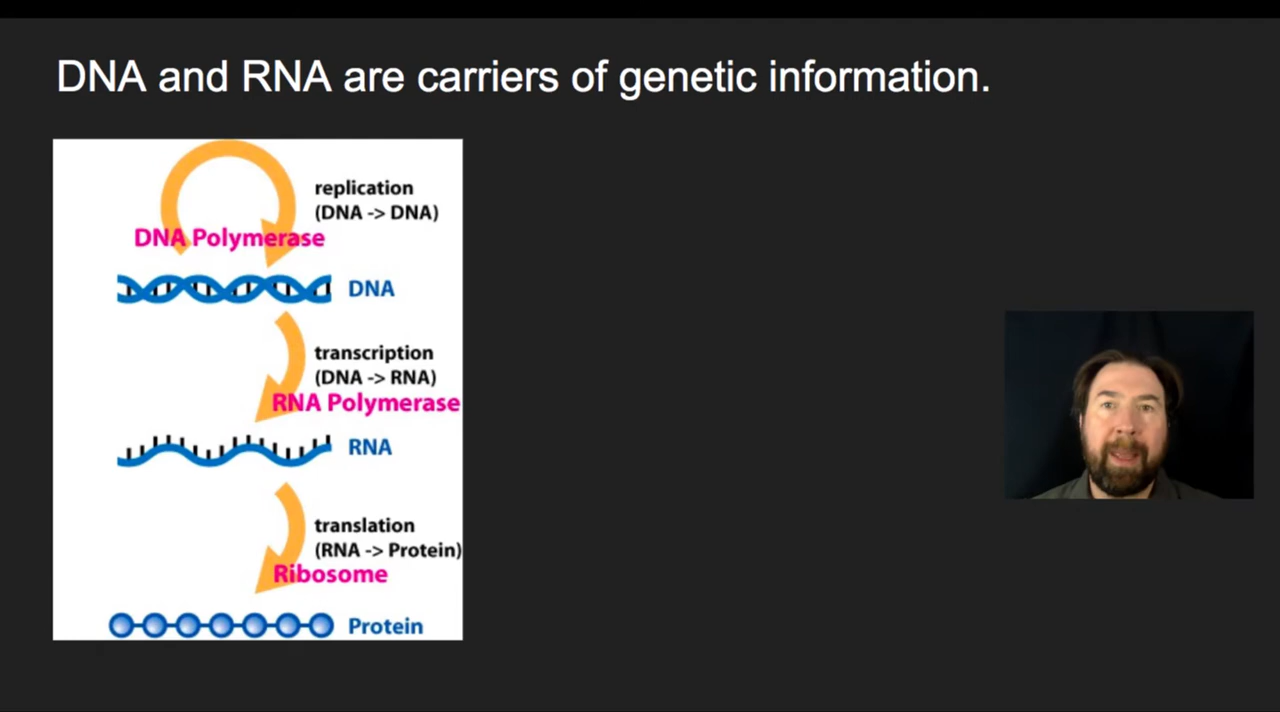 DNA and RNA are carriers of genetic information.
replication
(DNA -> DNA)
DNA Polymerase
DNA
transcription
(DNA -> RNA)
RNA Polymerase
RNA
translation
(RNA -> Protein)
Ribosome
Protein